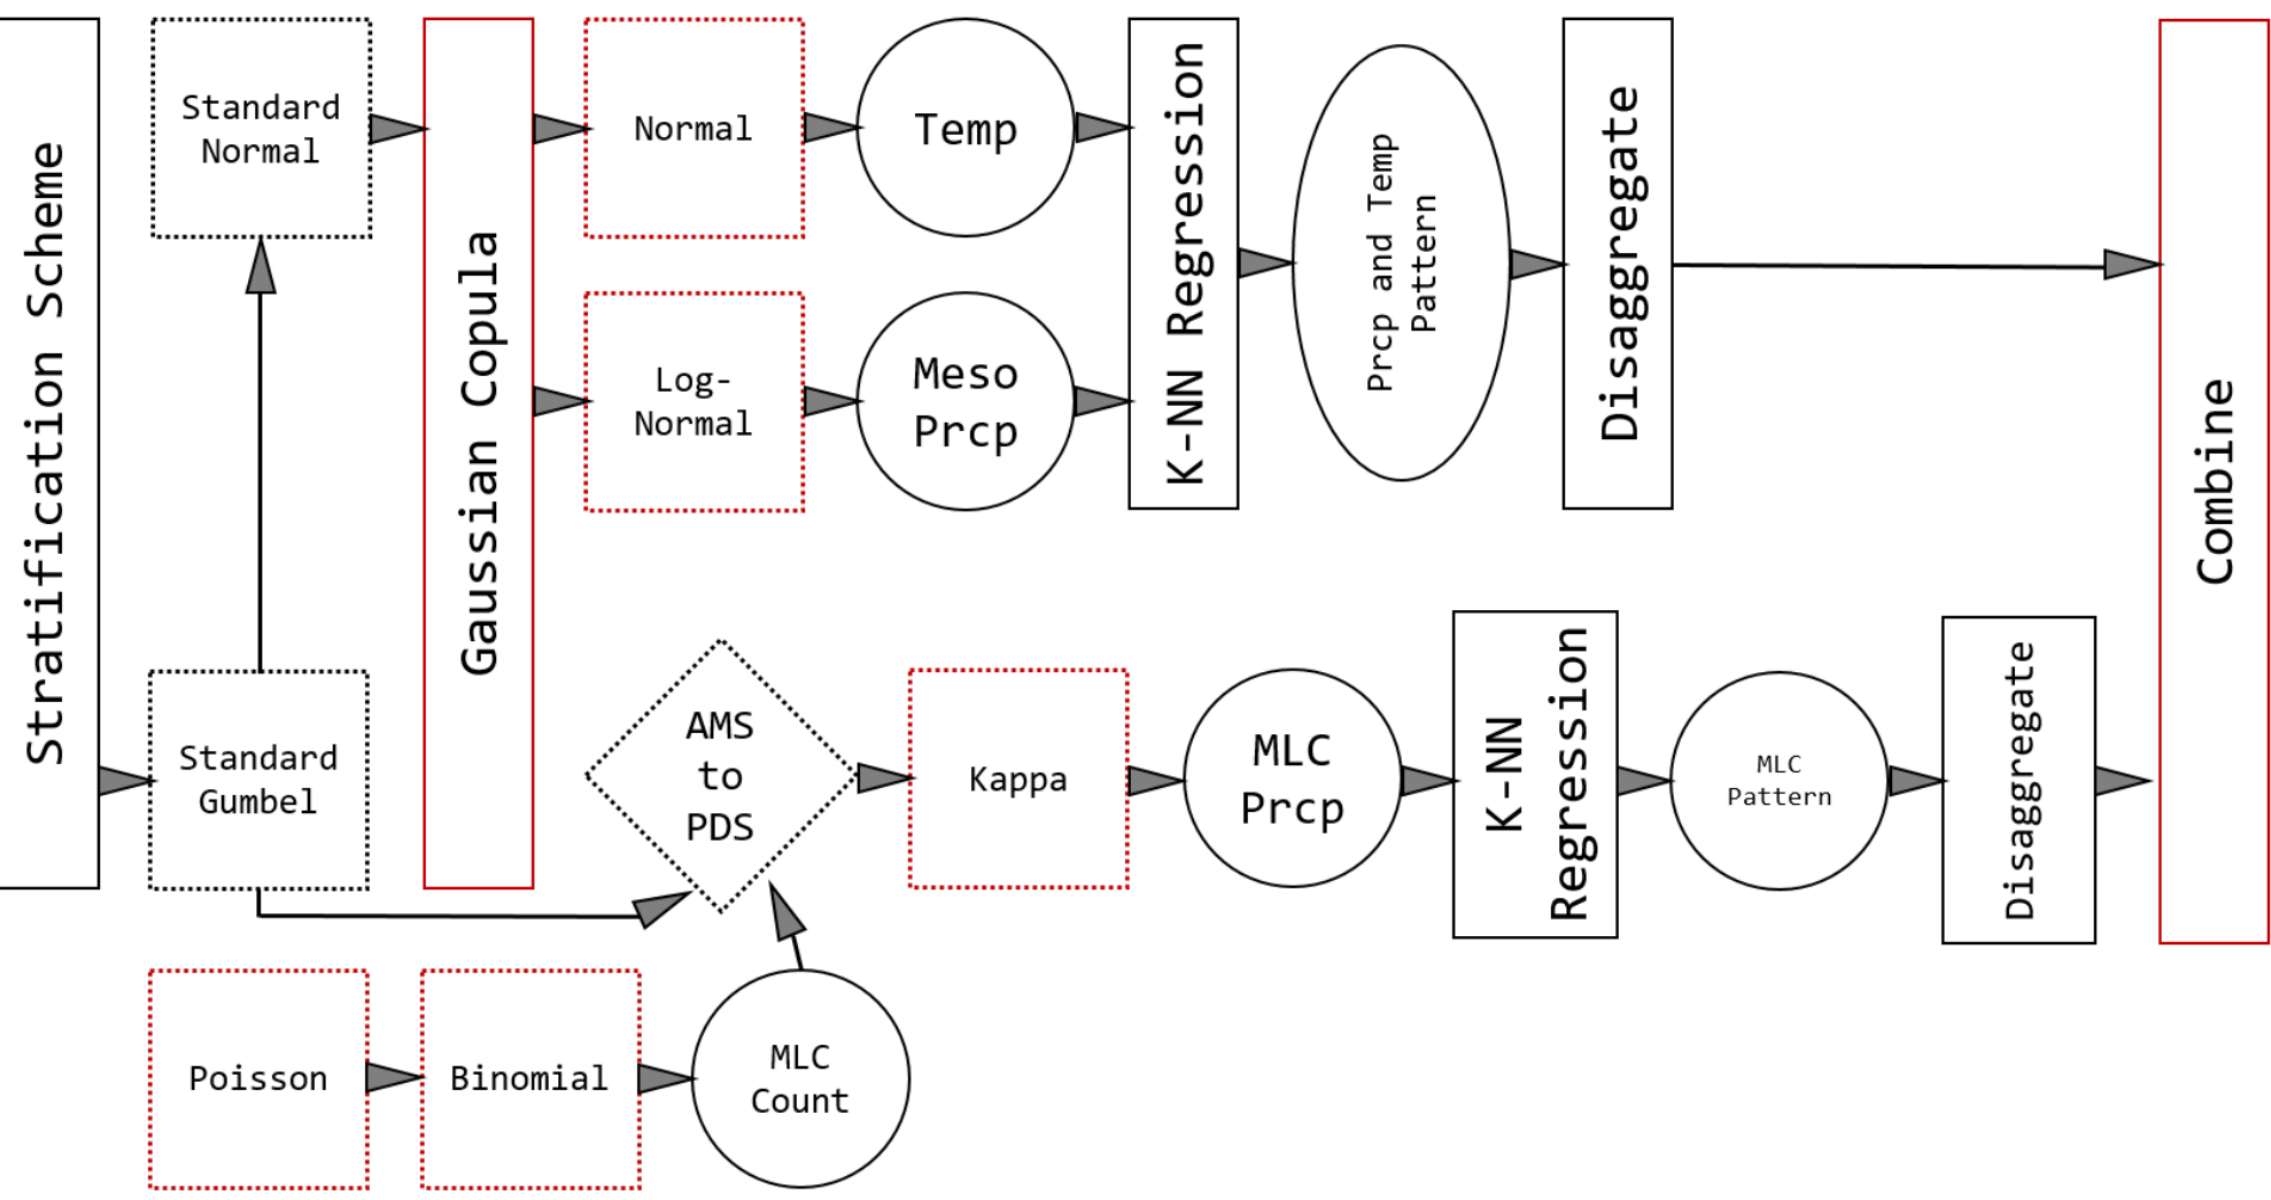 Stratification Scheme
Standard
Normal
Gaussian Copula
Normal
Temp
K-NN Regression
Prcp and Temp
Pattern
Disaggregate
Combine
Log-
Normal
Meso
Prcp
Standard
Gumbel
AMS
to
PDS
Kappa
MLC
Prcp
K-NN
Regression
MLC
Pattern
Disaggregate
Poisson
Binomial
MLC
Count